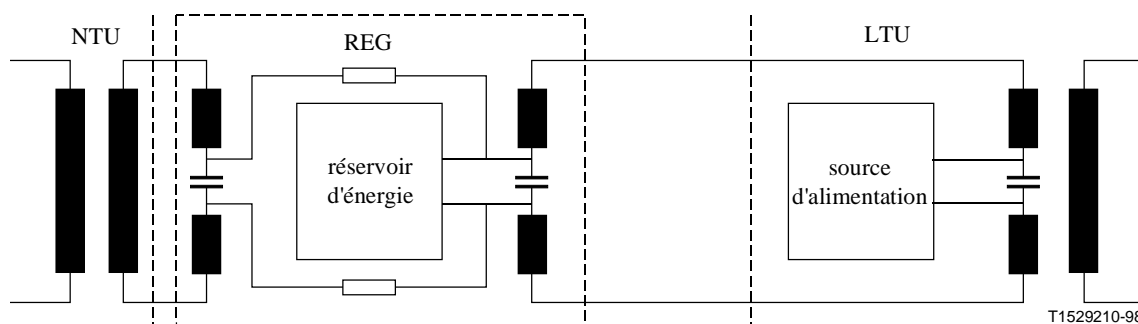 NTU
REG
LTU
réservoir
d'énergie
source
d'alimentation
T1529210-98